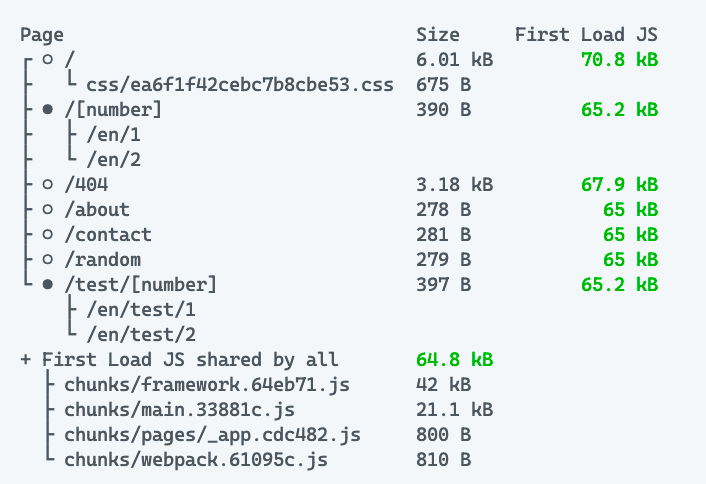 Page                                Size     First Load JS
┌ ○ /                               6.01 kB        70.8 kB
├   └ css/ea6f1f42cebc7b8cbe53.css  675 B
├ ● /[number]                       390 B          65.2 kB
├   ├ /en/1
├   └ /en/2
├ ○ /404                            3.18 kB        67.9 kB
├ ○ /about                          278 B            65 kB
├ ○ /contact                        281 B            65 kB
├ ○ /random                         279 B            65 kB
└ ● /test/[number]                  397 B          65.2 kB
    ├ /en/test/1
    └ /en/test/2
+ First Load JS shared by all       64.8 kB
  ├ chunks/framework.64eb71.js      42 kB
  ├ chunks/main.33881c.js           21.1 kB
  ├ chunks/pages/_app.cdc482.js     800 B
  └ chunks/webpack.61095c.js        810 B